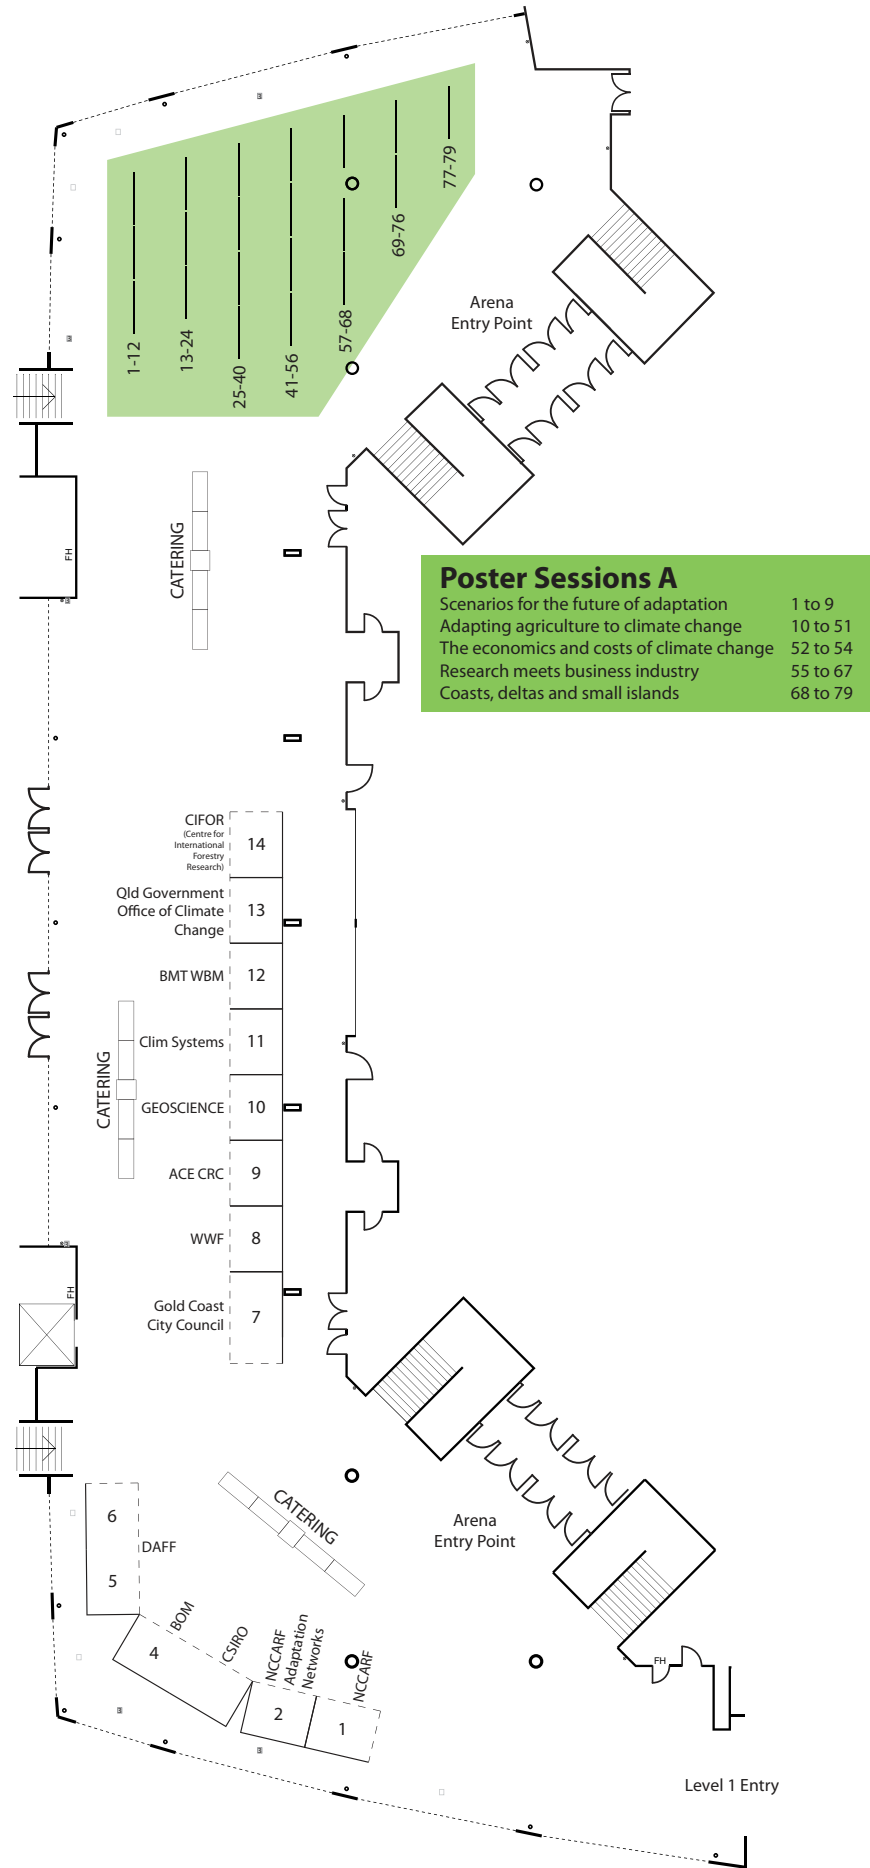 1-12
13-24
25-40
41-56
57-68
69-76
77-79
Arena
Entry Point
CATERING
FH
Poster Sessions A
Scenarios for the future of adaptation 1 to 9
Adapting agriculture to climate change 10 to 51
The economics and costs of climate change 52 to 54
Research meets business industry 55 to 67
Coasts, deltas and small islands 68 to 79
CIFOR
(Centre for
International
Forestry
Research)
14
Qld Government
Office of Climate
Change
13
BMT WBM
12
Clim Systems
11
CATERING
GEOSCIENCE
10
ACE CRC
9
WWF
8
Gold Coast
City Council
7
FH
CATERING
Arena
Entry Point
6
DAFF
5
BOM
4
CSIRO
NCCARF
Adaptation
Networks
2
NCCARF
1
FH
Level 1 Entry